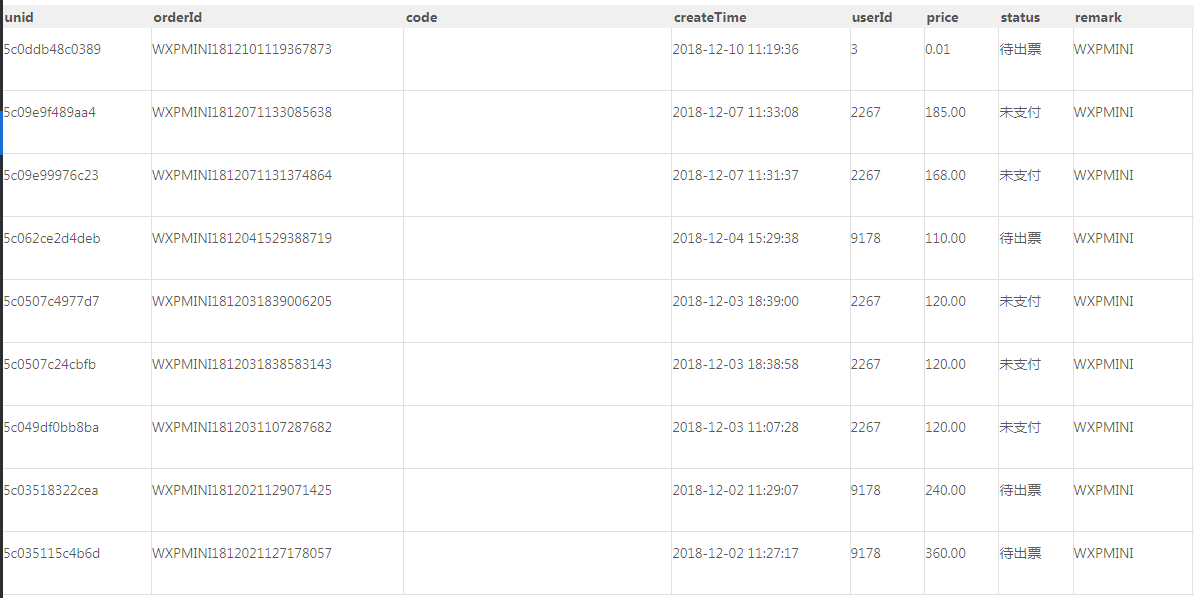 unid orderId code createTime userId price status remark
5c0ddb48c0389 WXPMINI1812101119367873 2018-12-10 11:19:36 3 0.01 待出票 WXPMINI
5c09e9f489aa4 WXPMINI1812071133085638 2018-12-07 11:33:08 2267 185.00 未支付 WXPMINI
5c09e99976c23 WXPMINI1812071131374864 2018-12-07 11:31:37 2267 168.00 未支付 WXPMINI
5c062ce2d4deb WXPMINI1812041529388719 2018-12-04 15:29:38 9178 110.00 待出票 WXPMINI
5c0507c4977d7 WXPMINI1812031839006205 2018-12-03 18:39:00 2267 120.00 未支付 WXPMINI
5c0507c24cbfb WXPMINI1812031838583143 2018-12-03 18:38:58 2267 120.00 未支付 WXPMINI
5c049df0bb8ba WXPMINI1812031107287682 2018-12-03 11:07:28 2267 120.00 未支付 WXPMINI
5c03518322cea WXPMINI1812021129071425 2018-12-02 11:29:07 9178 240.00 待出票 WXPMINI
5c035115c4b6d WXPMINI1812021127178057 2018-12-02 11:27:17 9178 360.00 待出票 WXPMINI